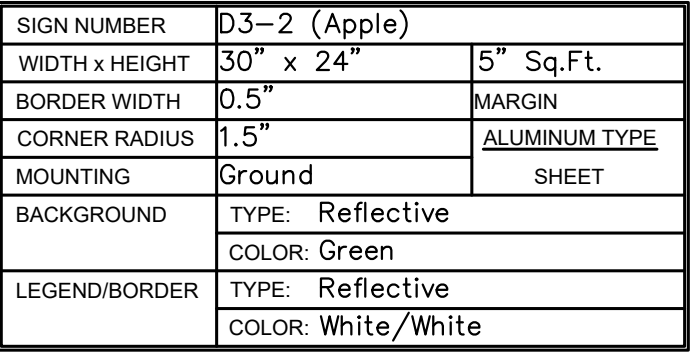 SIGN NUMBER D3-2 (Apple)
WIDTH x HEIGHT 30" x 24" 5" Sq.Ft.
BORDER WIDTH 0.5" MARGIN
CORNER RADIUS 1.5" ALUMINUM TYPE
MOUNTING Ground SHEET
BACKGROUND TYPE: Reflective
COLOR: Green
LEGEND/BORDER TYPE: Reflective
COLOR: White/White